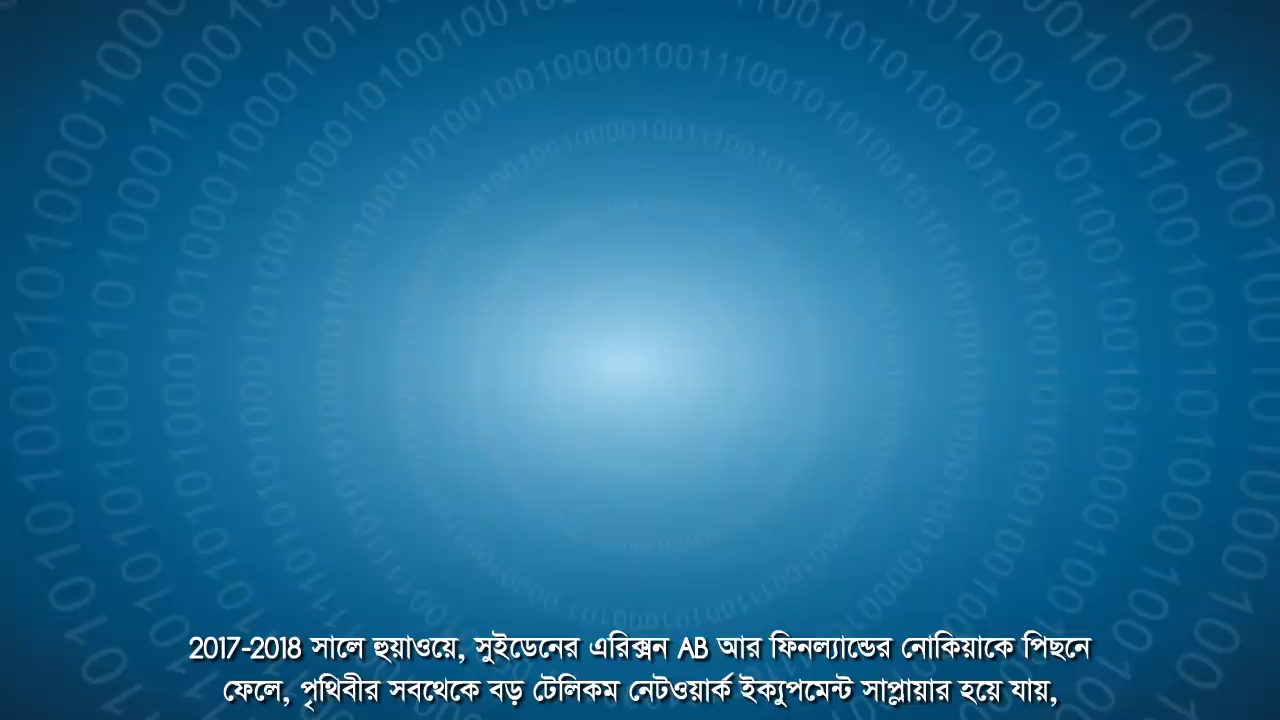 2017-2018 সালে হুয়াওয়ে, সুইডেনের এরিক্সন AB আর ফিনল্যান্ডের নোকিয়াকে পিছনে
ফেলে, পৃথিবীর সবথেকে বড় টেলিকম নেটওয়ার্ক ইক্যুপমেন্ট সাপ্লায়ার হয়ে যায়,